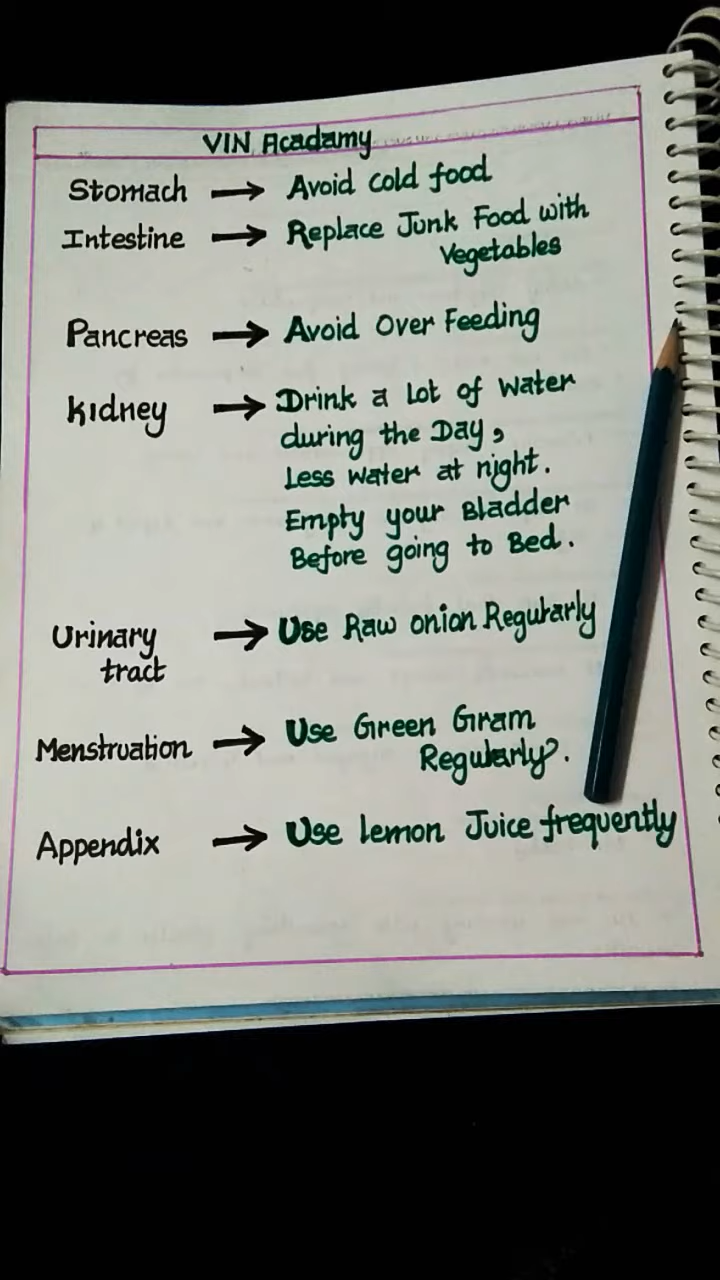 VIN Acadamy
Stomach → Avoid cold food
Intestine → Replace Junk Food with
Vegetables
Pancreas → Avoid Over Feeding
Kidney → Drink a Lot of Water
during the Day,
Less Water at night.
Empty your Bladder
Before going to Bed.
Urinary → Use Raw onion Regularly
tract
Menstruation → Use Green Gram
Regularly.
Appendix → Use lemon Juice frequently